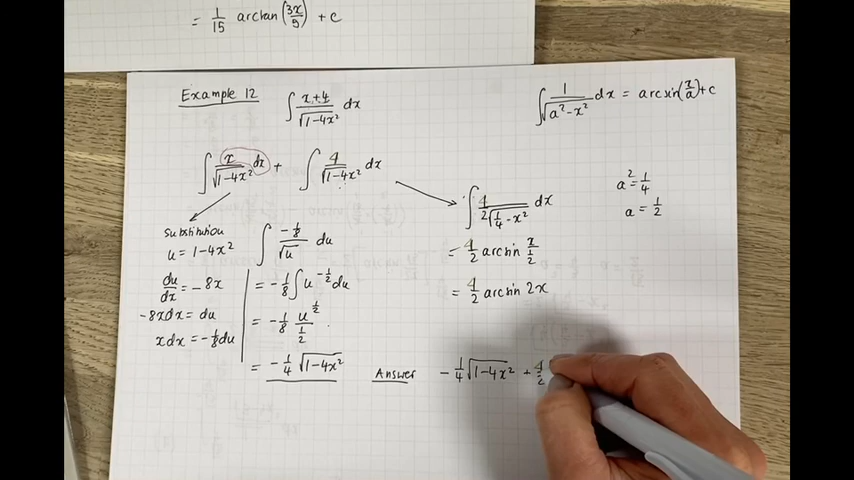 = 1/15 arctan(3x/5) + c
Example 12
∫ (x+4)/√(1-4x²) dx
∫ 1/√(a²-x²) dx = arcsin(x/a) + c
∫ x/√(1-4x²) dx + ∫ 4/√(1-4x²) dx
substitution
u = 1-4x²
du/dx = -8x
-8xdx = du
xdx = -1/8 du
∫ (-1/8)/√u du
= -1/8 ∫ u^(-1/2) du
= -1/8 u^(1/2)/(1/2)
= -1/4 √(1-4x²)
∫ 4/(2√(1/4-x²)) dx
= 4/2 arcsin x/(1/2)
= 4/2 arcsin 2x
a² = 1/4
a = 1/2
Answer -1/4 √(1-4x²) + 4/2